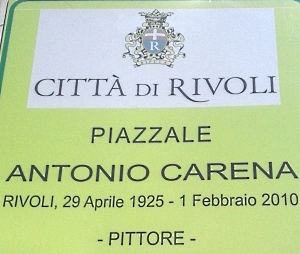 R
CITTÀ DI RIVOLI
PIAZZALE
ANTONIO CARENA
RIVOLI, 29 Aprile 1925 - 1 Febbraio 2010
- PITTORE -